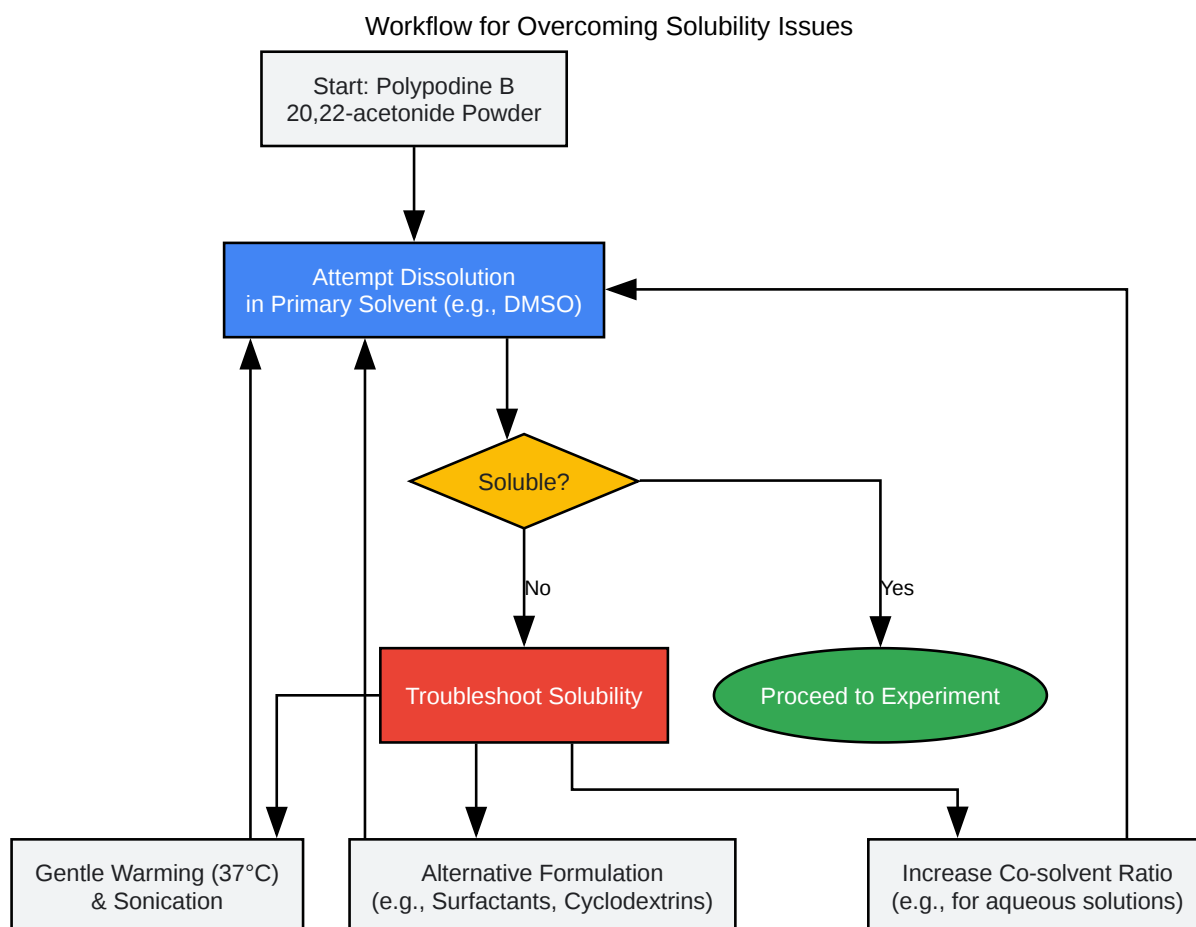 Workflow for Overcoming Solubility Issues
Start: Polypodine B
20,22-acetonide Powder
Attempt Dissolution
in Primary Solvent (e.g., DMSO)
Soluble?
No
Yes
Troubleshoot Solubility
Proceed to Experiment
Gentle Warming (37°C)
& Sonication
Alternative Formulation
(e.g., Surfactants, Cyclodextrins)
Increase Co-solvent Ratio
(e.g., for aqueous solutions)